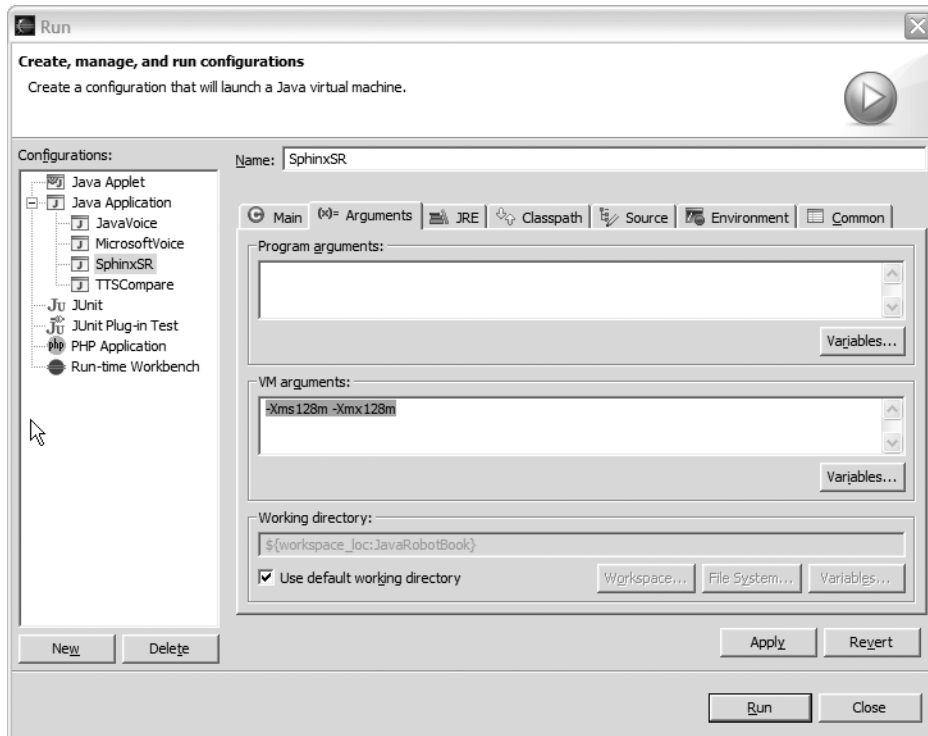 Run
Create, manage, and run configurations
Create a configuration that will launch a Java virtual machine.
Configurations:
Java Applet
Java Application
JavaVoice
MicrosoftVoice
SphinxSR
TTSCompare
JUnit
JUnit Plug-in Test
PHP Application
Run-time Workbench
New
Delete
Name: SphinxSR
Main (x)= Arguments JRE Classpath Source Environment Common
Program arguments:
Variables...
VM arguments:
-Xms128m -Xmx128m
Variables...
Working directory:
${workspace_loc:JavaRobotBook}
Use default working directory
Workspace... File System... Variables...
Apply Revert
Run Close